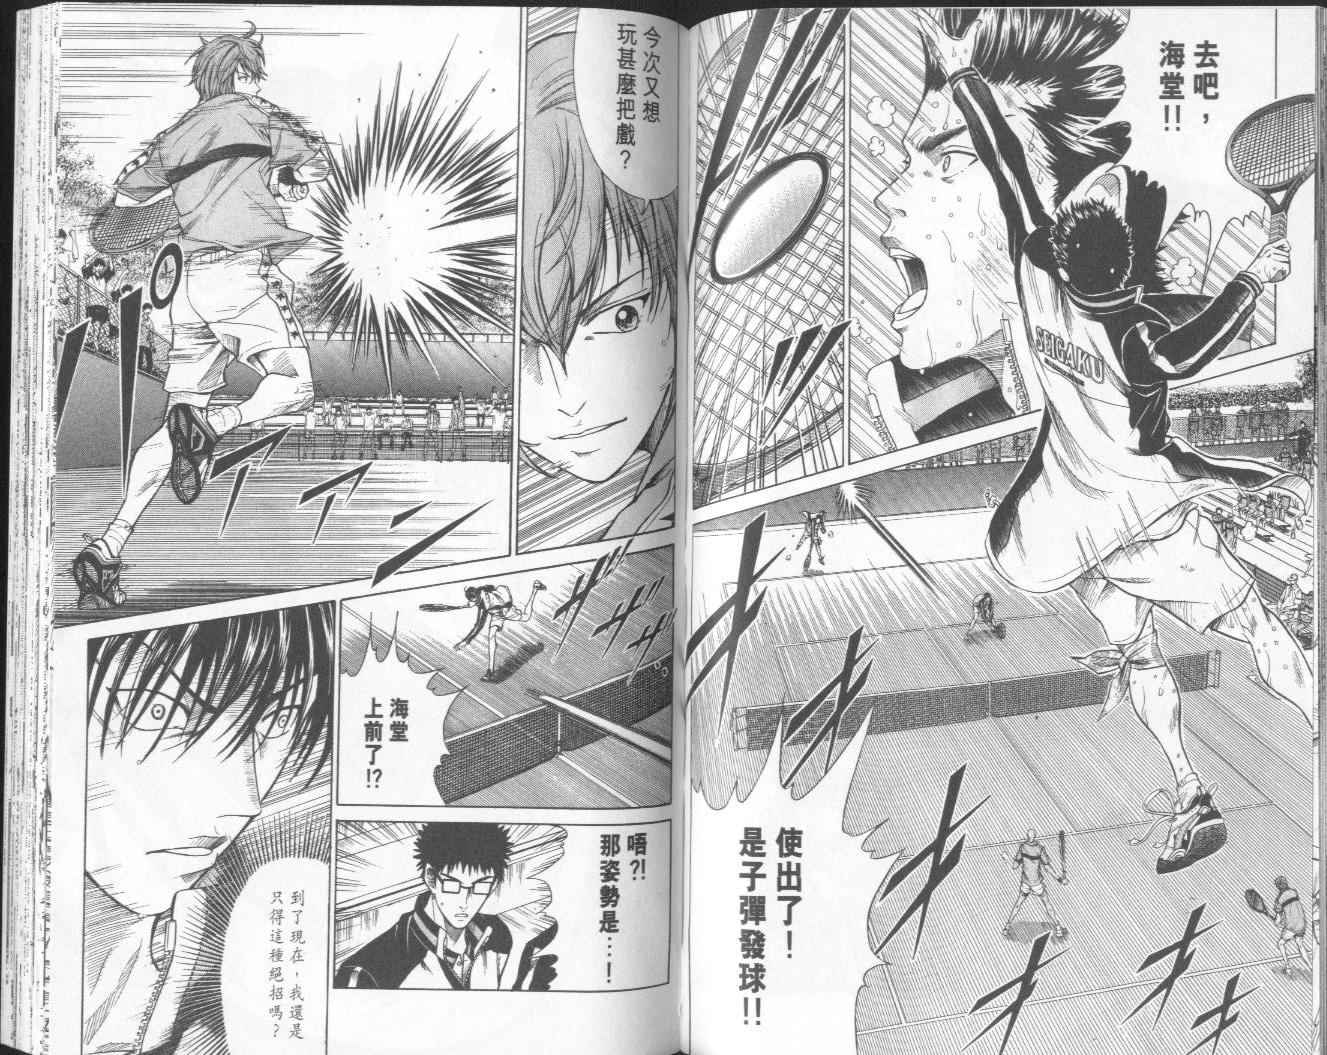 去吧，
海堂!!
SEIGAKU
使出了！
是子彈發球!!
今次又想
玩甚麼把戲？
海堂
上前了!?
唔?!
那姿勢是…！
到了現在，我還是
只得這種絕招嗎？